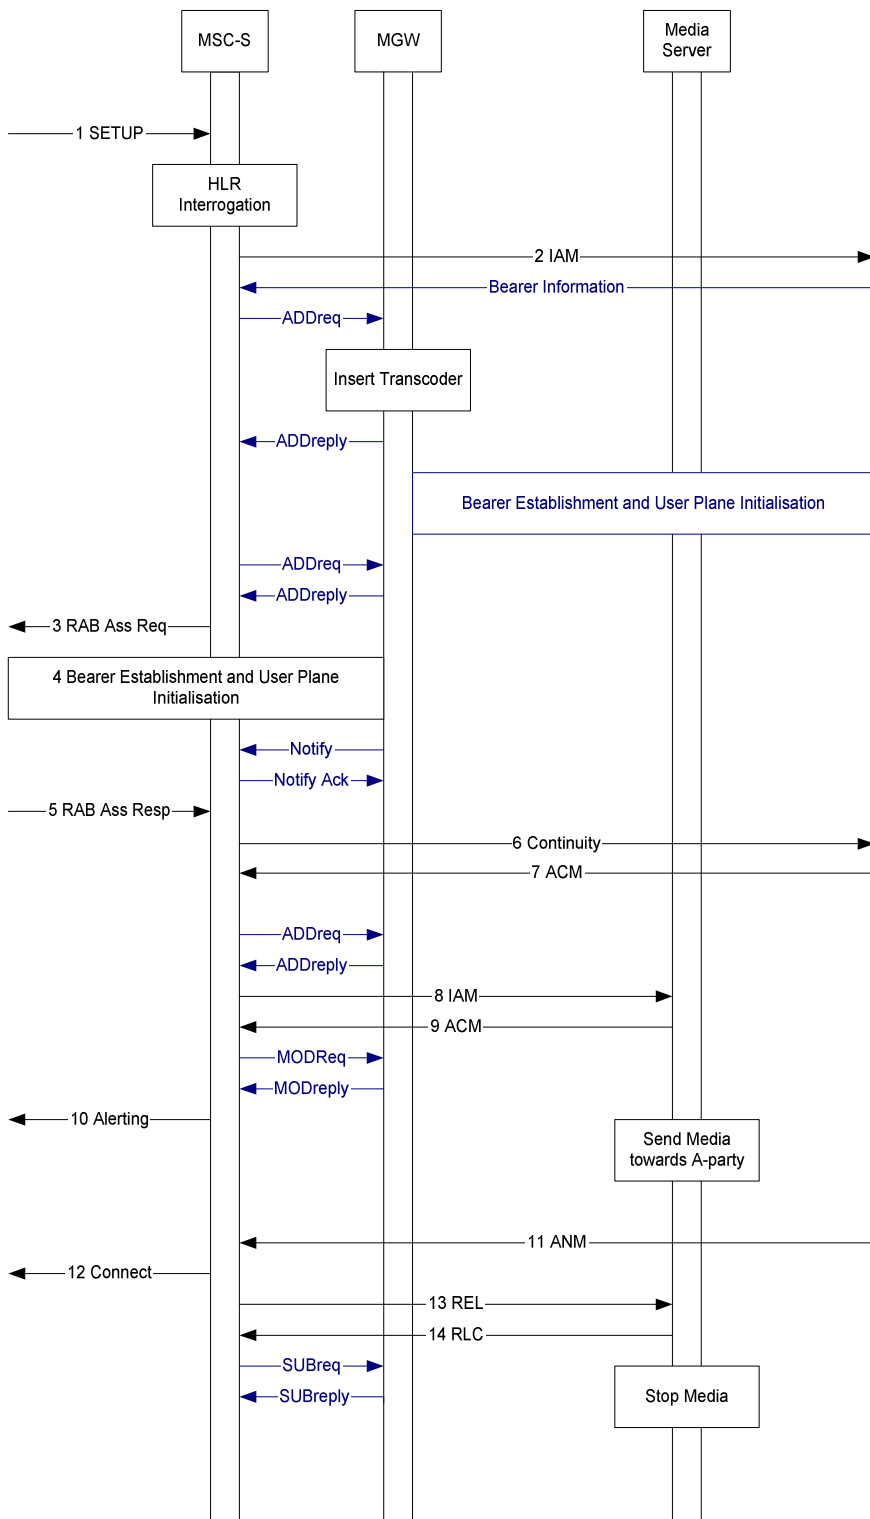 MSC-S
MGW
Media
Server
1 SETUP
HLR
Interrogation
2 IAM
Bearer Information
ADDreq
Insert Transcoder
ADDreply
Bearer Establishment and User Plane Initialisation
ADDreq
ADDreply
3 RAB Ass Req
4 Bearer Establishment and User Plane
Initialisation
Notify
Notify Ack
5 RAB Ass Resp
6 Continuity
7 ACM
ADDreq
ADDreply
8 IAM
9 ACM
MODReq
MODreply
10 Alerting
Send Media
towards A-party
11 ANM
12 Connect
13 REL
14 RLC
SUBreq
SUBreply
Stop Media